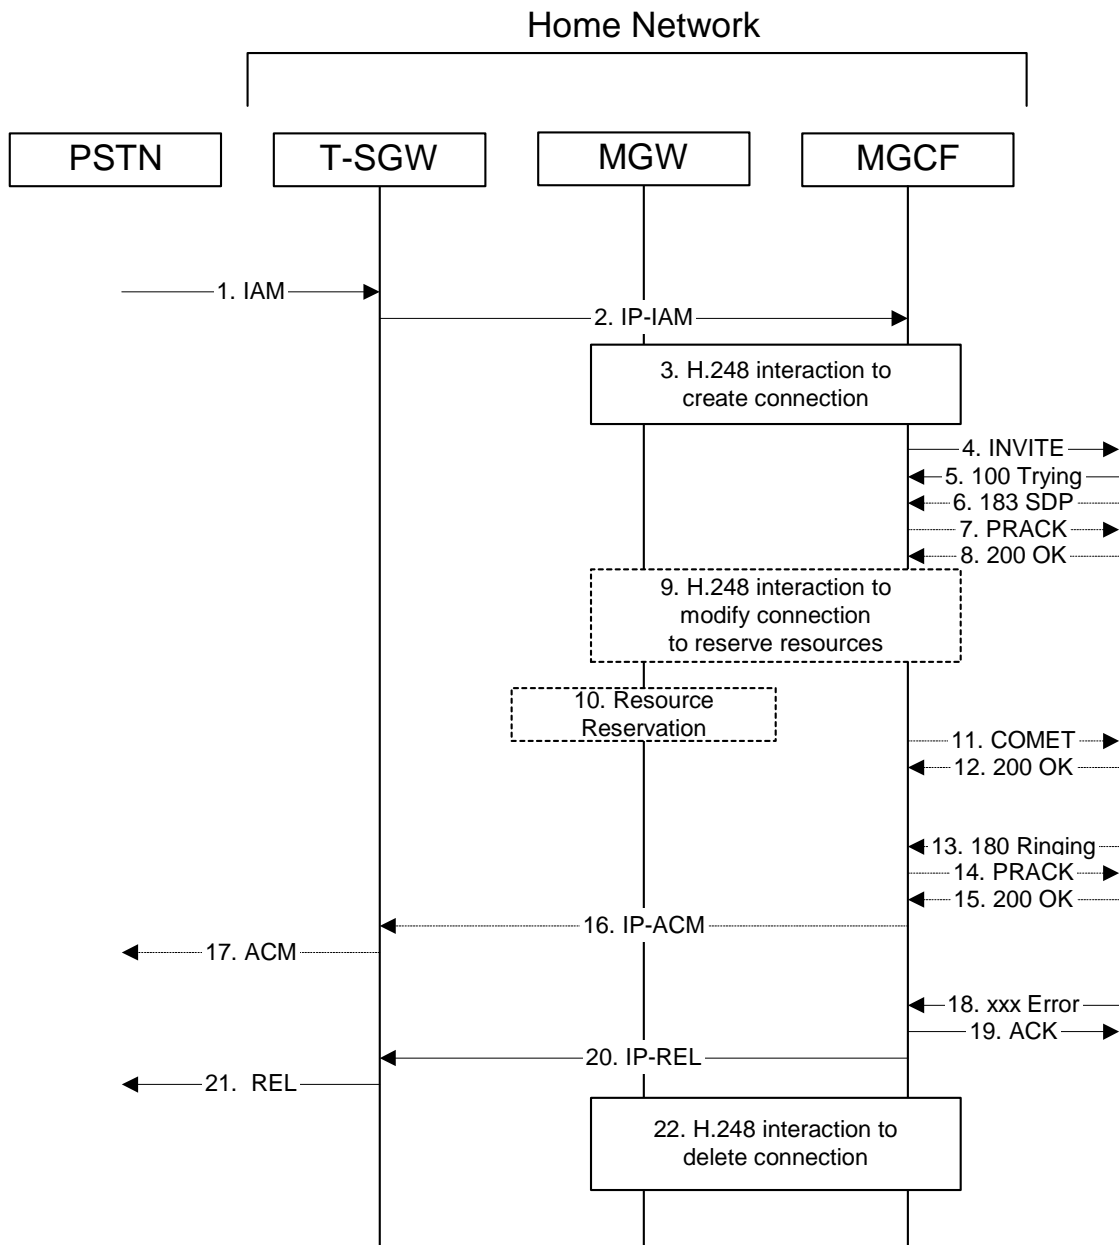 Home Network
PSTN
T-SGW
MGW
MGCF
1. IAM
2. IP-IAM
3. H.248 interaction to
create connection
4. INVITE
5. 100 Trying
6. 183 SDP
7. PRACK
8. 200 OK
9. H.248 interaction to
modify connection
to reserve resources
10. Resource
Reservation
11. COMET
12. 200 OK
13. 180 Ringing
14. PRACK
15. 200 OK
16. IP-ACM
17. ACM
18. xxx Error
19. ACK
20. IP-REL
21. REL
22. H.248 interaction to
delete connection